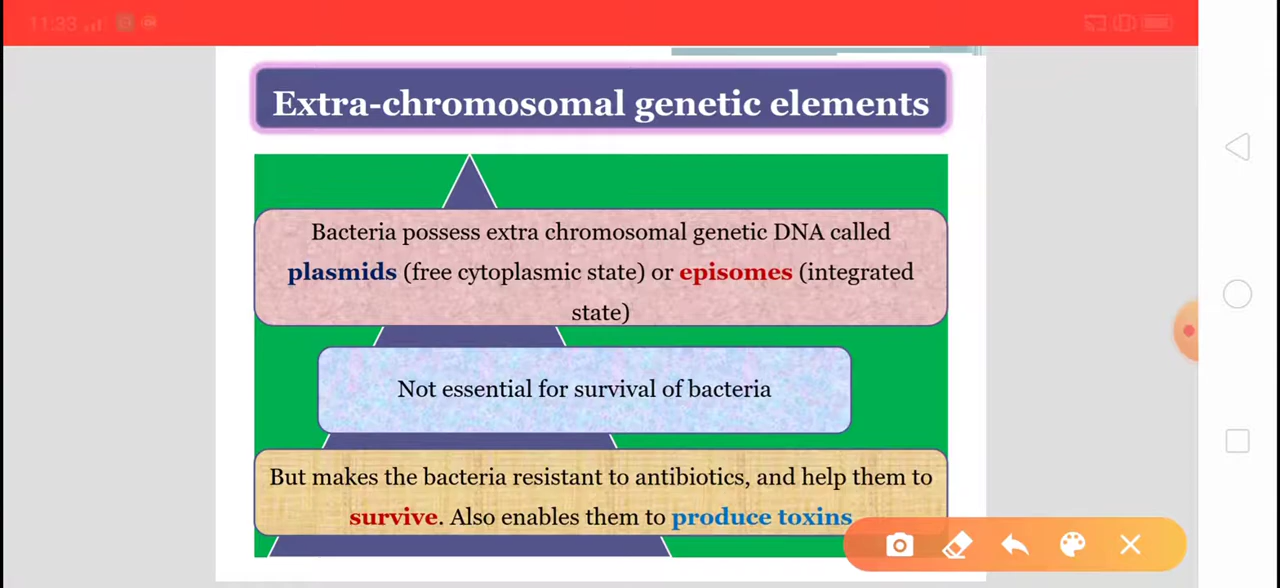 11:33
Extra-chromosomal genetic elements
Bacteria possess extra chromosomal genetic DNA called
plasmids (free cytoplasmic state) or episomes (integrated
state)
Not essential for survival of bacteria
But makes the bacteria resistant to antibiotics, and help them to
survive. Also enables them to produce toxins